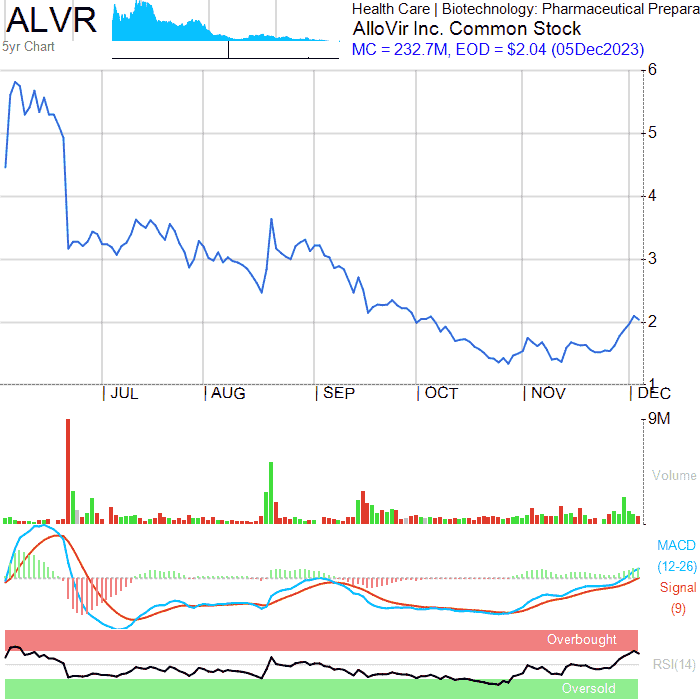 ALVR
5yr Chart
Health Care | Biotechnology: Pharmaceutical Prepara
AlloVir Inc. Common Stock
MC = 232.7M, EOD = $2.04 (05Dec2023)
6
5
4
3
2
1
| JUL | AUG | SEP | OCT | NOV | DEC
9M
Volume
MACD
(12-26)
Signal
(9)
Overbought
RSI(14)
Oversold